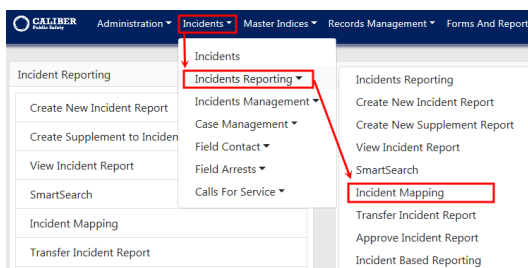 CALIBER
Public Safety
Administration Incidents Master Indices Records Management Forms And Report
Incident Reporting
Create New Incident Report
Create Supplement to Inciden
View Incident Report
SmartSearch
Incident Mapping
Transfer Incident Report
Incidents
Incidents Reporting
Incidents Management
Case Management
Field Contact
Field Arrests
Calls For Service
Incidents Reporting
Create New Incident Report
Create New Supplement Report
View Incident Report
SmartSearch
Incident Mapping
Transfer Incident Report
Approve Incident Report
Incident Based Reporting